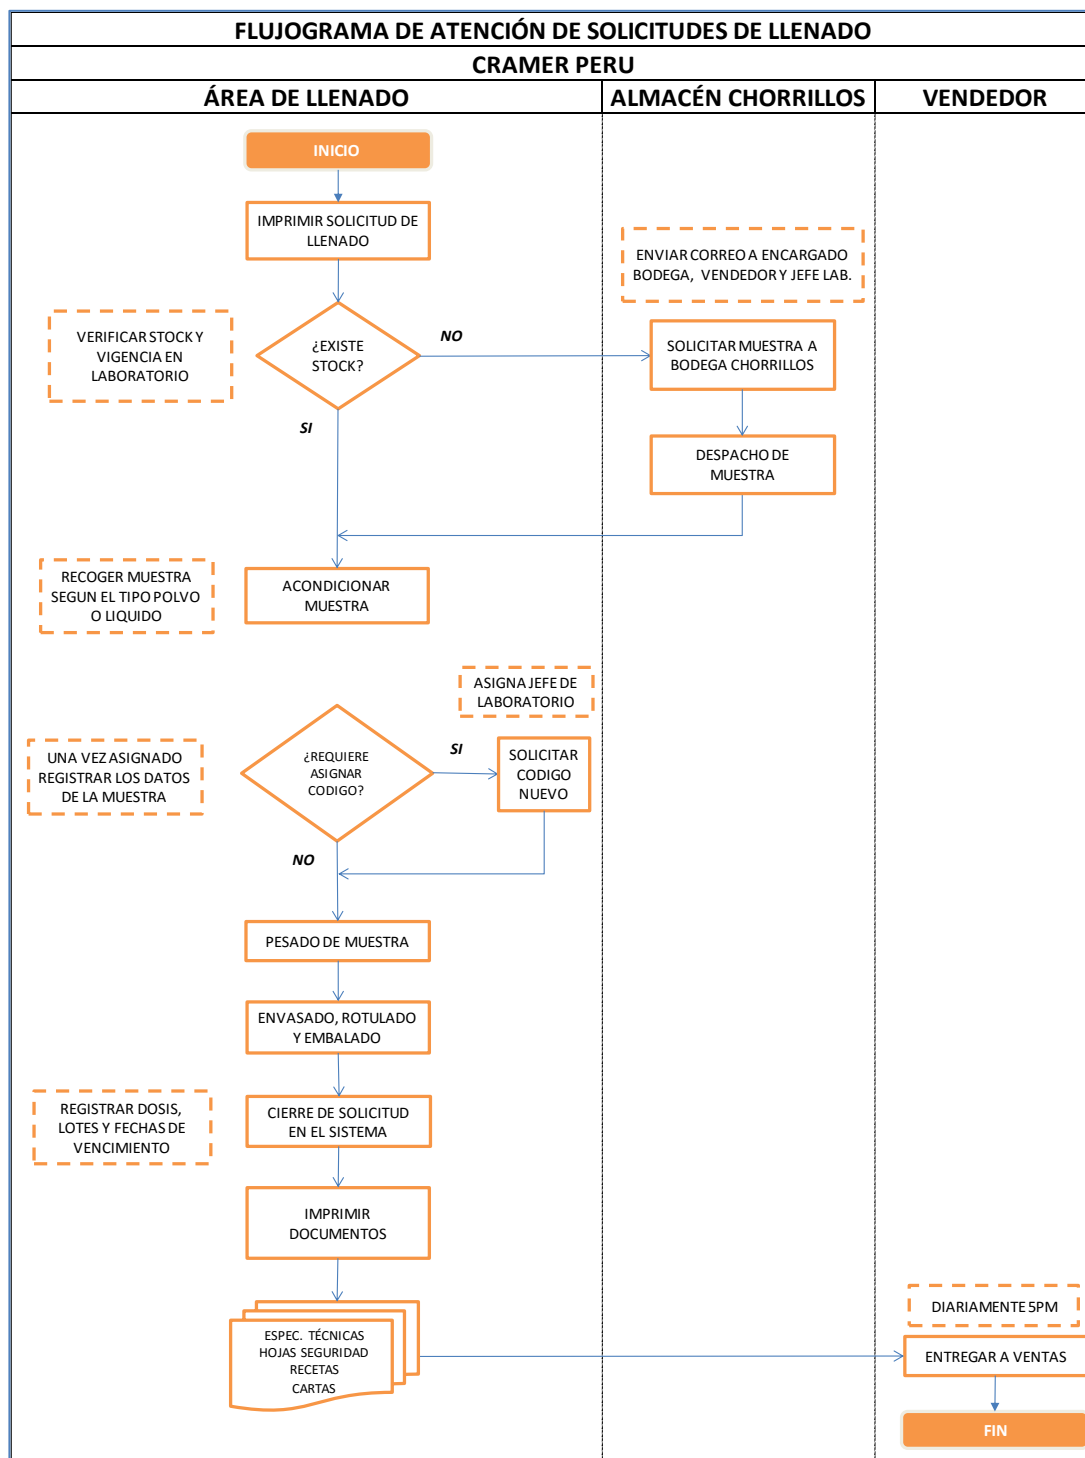 FLUJOGRAMA DE ATENCIÓN DE SOLICITUDES DE LLENADO
CRAMER PERU
ÁREA DE LLENADO
ALMACÉN CHORRILLOS
VENDEDOR
INICIO
IMPRIMIR SOLICITUD DE
LLENADO
ENVIAR CORREO A ENCARGADO
BODEGA, VENDEDOR Y JEFE LAB.
VERIFICAR STOCK Y
VIGENCIA EN
LABORATORIO
¿EXISTE
STOCK?
NO
SOLICITAR MUESTRA A
BODEGA CHORRILLOS
SI
DESPACHO DE
MUESTRA
RECOGER MUESTRA
SEGUN EL TIPO POLVO
O LIQUIDO
ACONDICIONAR
MUESTRA
ASIGNA JEFE DE
LABORATORIO
UNA VEZ ASIGNADO
REGISTRAR LOS DATOS
DE LA MUESTRA
¿REQUIERE
ASIGNAR
CODIGO?
SI
SOLICITAR
CODIGO
NUEVO
NO
PESADO DE MUESTRA
ENVASADO, ROTULADO
Y EMBALADO
REGISTRAR DOSIS,
LOTES Y FECHAS DE
VENCIMIENTO
CIERRE DE SOLICITUD
EN EL SISTEMA
IMPRIMIR
DOCUMENTOS
ESPEC. TÉCNICAS
HOJAS SEGURIDAD
RECETAS
CARTAS
DIARIAMENTE 5PM
ENTREGAR A VENTAS
FIN